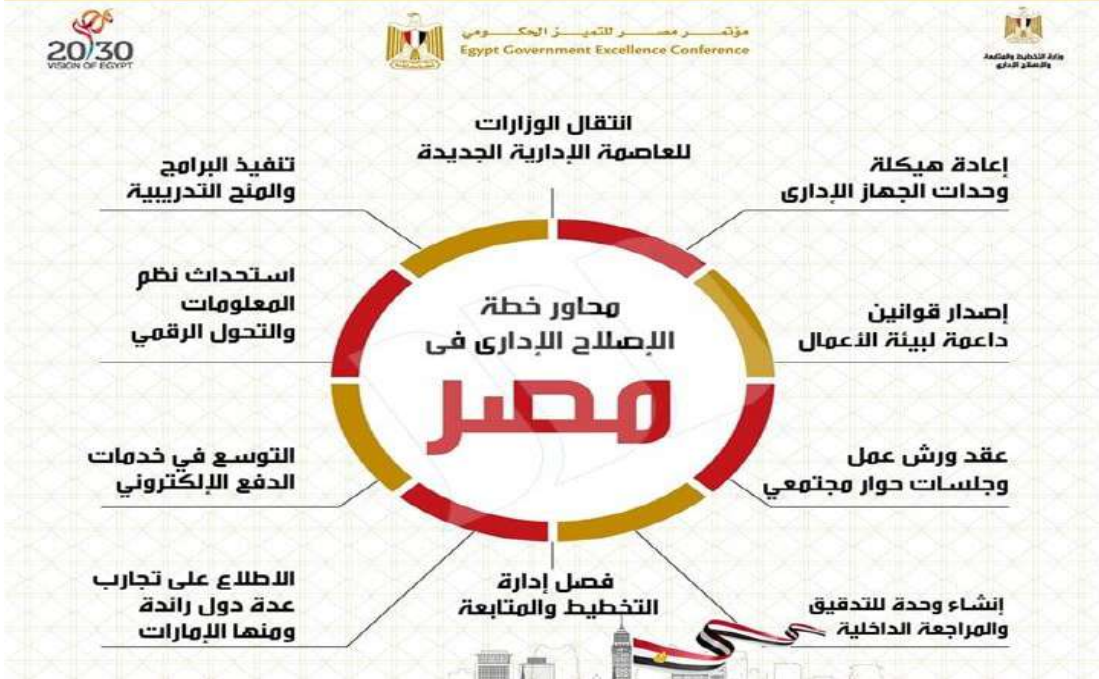 20/30
VISION OF EGYPT
مؤتمر مصر للتميز الحكومي
Egypt Government Excellence Conference
وزارة التخطيط والمتابعة
والإصلاح الإداري
انتقال الوزارات
للعاصمة الإدارية الجديدة
إعادة هيكلة
وحدات الجهاز الإدارى
إصدار قوانين
داعمة لبيئة الأعمال
عقد ورش عمل
وجلسات حوار مجتمعي
إنشاء وحدة للتدقيق
والمراجعة الداخلية
محاور خطة
الإصلاح الإدارى فى
مصر
فصل إدارة
التخطيط والمتابعة
تنفيذ البرامج
والمنح التدريبية
استحداث نظم
المعلومات
والتحول الرقمي
التوسع في خدمات
الدفع الإلكتروني
الاطلاع على تجارب
عدة دول رائدة
ومنها الإمارات